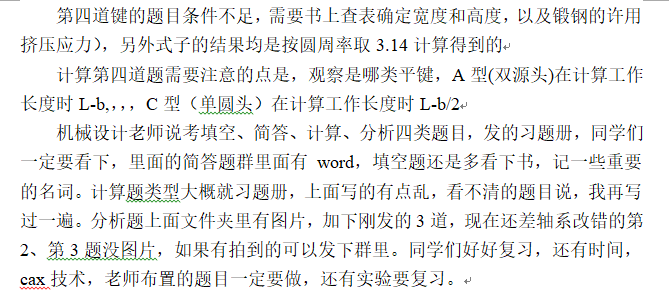 第四道键的题目条件不足，需要书上查表确定宽度和高度，以及锻钢的许用
挤压应力），另外式子的结果均是按圆周率取 3.14 计算得到的
计算第四道题需要注意的点是，观察是哪类平键，A 型(双源头)在计算工作
长度时 L-b,，，，C 型（单圆头）在计算工作长度时 L-b/2
机械设计老师说考填空、简答、计算、分析四类题目，发的习题册，同学们
一定要看下，里面的简答题群里面有 word，填空题还是多看下书，记一些重要
的名词。计算题类型大概就习题册，上面写的有点乱，看不清的题目说，我再写
过一遍。分析题上面文件夹里有图片，加下刚发的 3 道，现在还差轴系改错的第
2、第 3 题没图片，如果有拍到的可以发下群里。同学们好好复习，还有时间，
cax 技术，老师布置的题目一定要做，还有实验要复习。